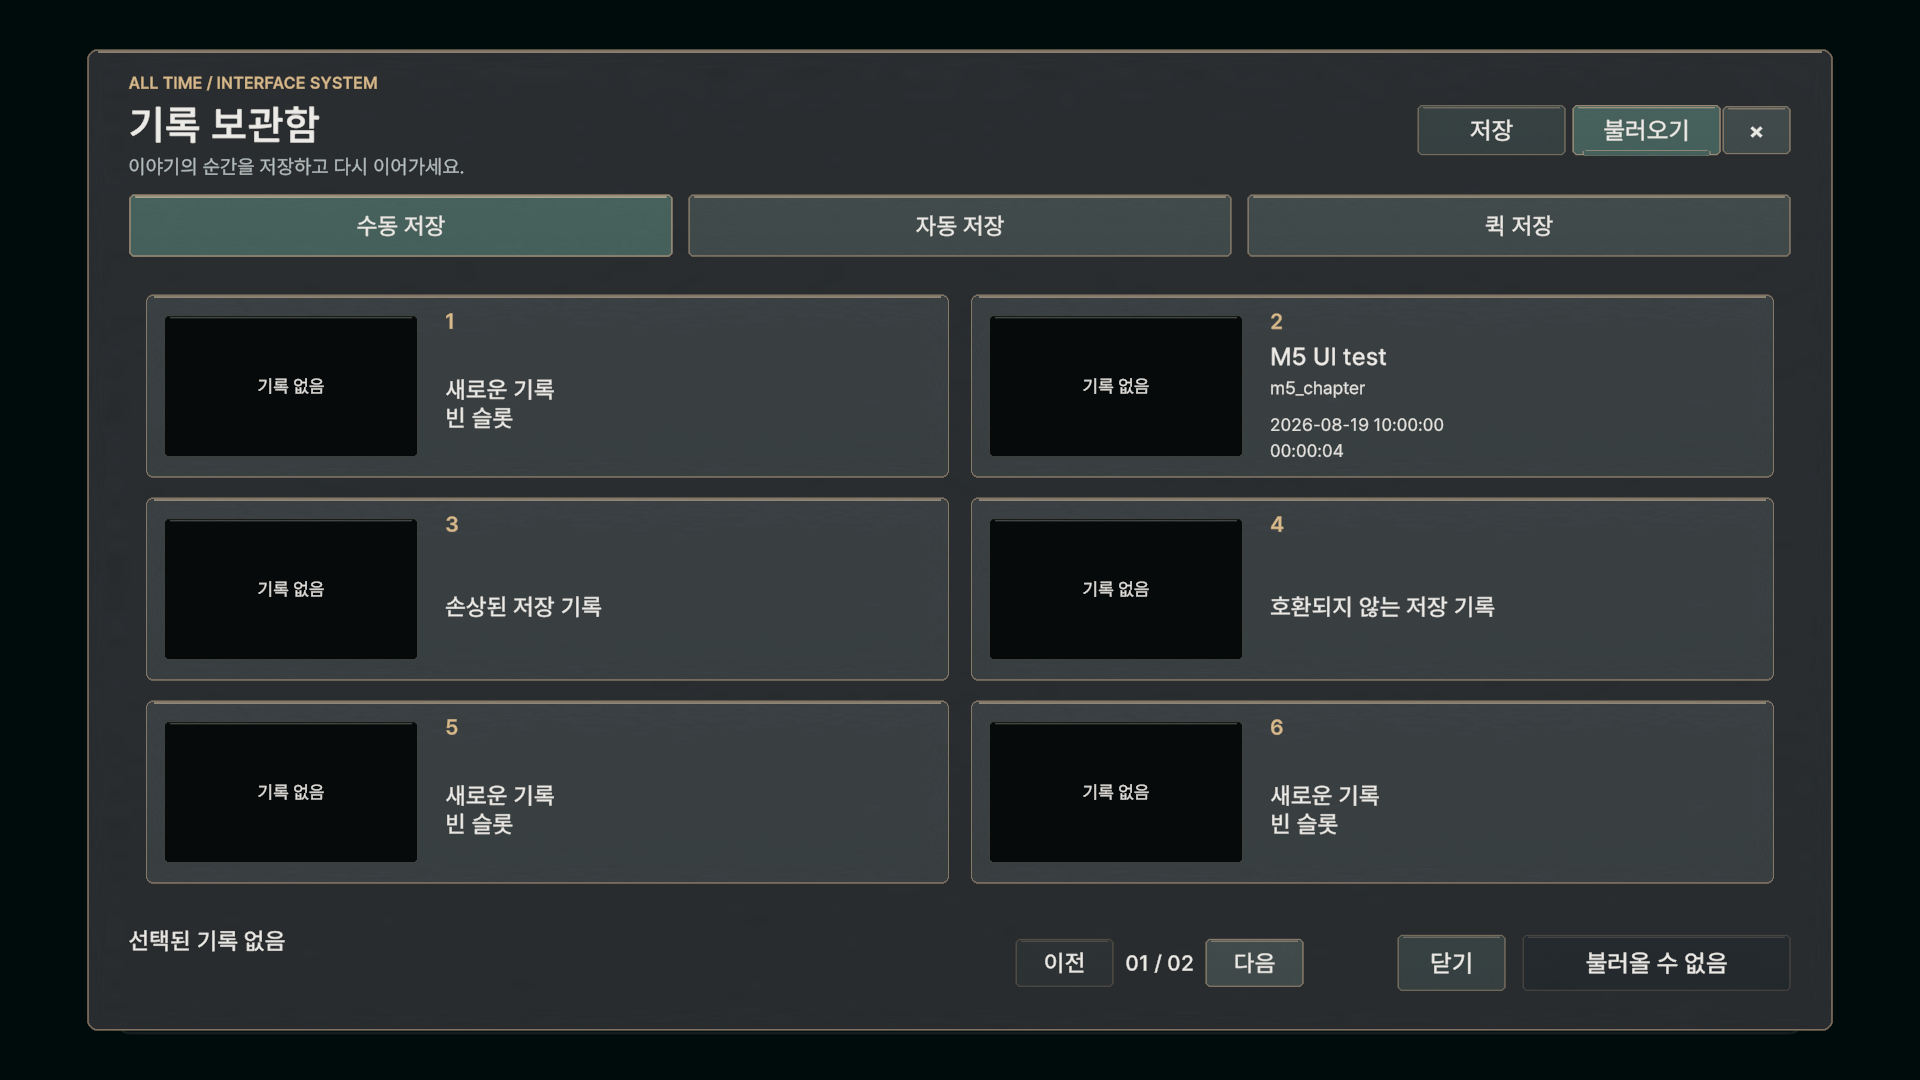 ALL TIME / INTERFACE SYSTEM
기록 보관함
이야기의 순간을 저장하고 다시 이어가세요.
저장
불러오기
×
수동 저장
자동 저장
퀵 저장
기록 없음
1
새로운 기록
빈 슬롯
기록 없음
2
M5 UI test
m5_chapter
2026-08-19 10:00:00
00:00:04
기록 없음
3
손상된 저장 기록
기록 없음
4
호환되지 않는 저장 기록
기록 없음
5
새로운 기록
빈 슬롯
기록 없음
6
새로운 기록
빈 슬롯
선택된 기록 없음
이전
01 / 02
다음
닫기
불러올 수 없음